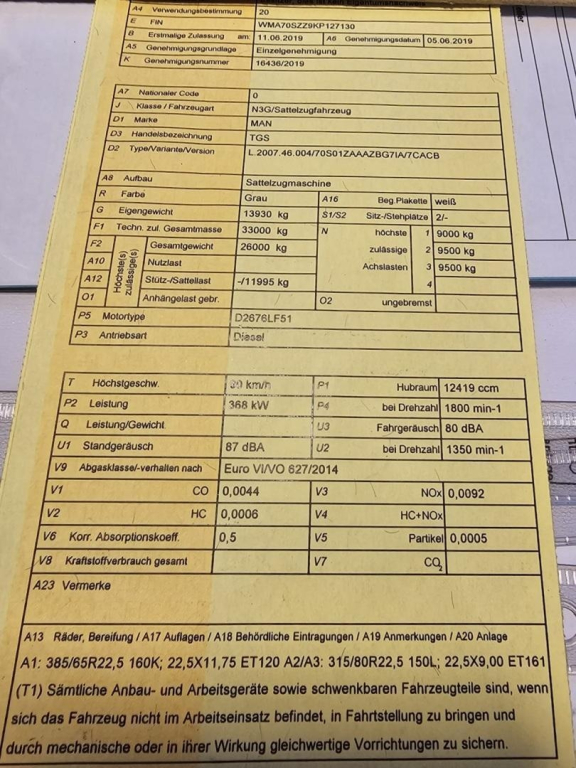 A4 Verwendungsbestimmung 20
E FIN WMA70SZZ9KP127130
B Erstmalige Zulassung am: 11.06.2019 A6 Genehmigungsdatum 05.06.2019
A5 Genehmigungsgrundlage Einzelgenehmigung
K Genehmigungsnummer 16436/2019
A7 Nationaler Code 0
J Klasse / Fahrzeugart N3G/Sattelzugfahrzeug
D1 Marke MAN
D3 Handelsbezeichnung TGS
D2 Type/Variante/Version L.2007.46.004/70S01ZAAAZBG7IA/7CACB
A8 Aufbau Sattelzugmaschine
R Farbe Grau A16 Beg.Plakette weiß
G Eigengewicht 13930 kg S1/S2 Sitz-/Stehplätze 2/-
F1 Techn. zul. Gesamtmasse 33000 kg N höchste 1 9000 kg
F2 Höchste(s) zulässige(s) Gesamtgewicht 26000 kg zulässige 2 9500 kg
A10 Nutzlast Achslasten 3 9500 kg
A12 Stütz-/Sattellast -/11995 kg 4
O1 Anhängelast gebr. O2 ungebremst
P5 Motortype D2676LF51
P3 Antriebsart Diesel
T Höchstgeschw. km/h P1 Hubraum 12419 ccm
P2 Leistung 368 kW P4 bei Drehzahl 1800 min-1
Q Leistung/Gewicht U3 Fahrgeräusch 80 dBA
U1 Standgeräusch 87 dBA U2 bei Drehzahl 1350 min-1
V9 Abgasklasse/-verhalten nach Euro VI/VO 627/2014
V1 CO 0,0044 V3 NOx 0,0092
V2 HC 0,0006 V4 HC+NOx
V6 Korr. Absorptionskoeff. 0,5 V5 Partikel 0,0005
V8 Kraftstoffverbrauch gesamt V7 CO2
A23 Vermerke
A13 Räder, Bereifung / A17 Auflagen / A18 Behördliche Eintragungen / A19 Anmerkungen / A20 Anlage
A1: 385/65R22,5 160K; 22,5X11,75 ET120 A2/A3: 315/80R22,5 150L; 22,5X9,00 ET161
(T1) Sämtliche Anbau- und Arbeitsgeräte sowie schwenkbaren Fahrzeugteile sind, wenn
sich das Fahrzeug nicht im Arbeitseinsatz befindet, in Fahrtstellung zu bringen und
durch mechanische oder in ihrer Wirkung gleichwertige Vorrichtungen zu sichern.